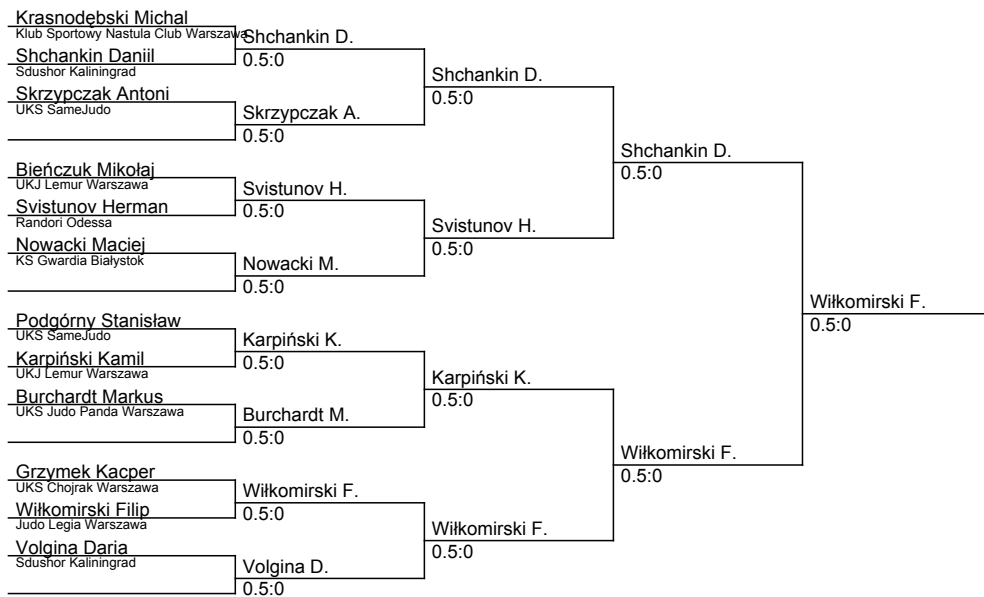 Krasnodębski Michal
Klub Sportowy Nastula Club Warszawa
Shchankin Daniil
Sdushor Kaliningrad
Skrzypczak Antoni
UKS SameJudo
Bieńczuk Mikołaj
UKJ Lemur Warszawa
Svistunov Herman
Randori Odessa
Nowacki Maciej
KS Gwardia Białystok
Podgórny Stanisław
UKS SameJudo
Karpiński Kamil
UKJ Lemur Warszawa
Burchardt Markus
UKS Judo Panda Warszawa
Grzymek Kacper
UKS Chojrak Warszawa
Wiłkomirski Filip
Judo Legia Warszawa
Volgina Daria
Sdushor Kaliningrad
Shchankin D.
0.5:0
Skrzypczak A.
0.5:0
Svistunov H.
0.5:0
Nowacki M.
0.5:0
Karpiński K.
0.5:0
Burchardt M.
0.5:0
Wiłkomirski F.
0.5:0
Volgina D.
0.5:0
Shchankin D.
0.5:0
Svistunov H.
0.5:0
Karpiński K.
0.5:0
Wiłkomirski F.
0.5:0
Shchankin D.
0.5:0
Wiłkomirski F.
0.5:0
Wiłkomirski F.
0.5:0